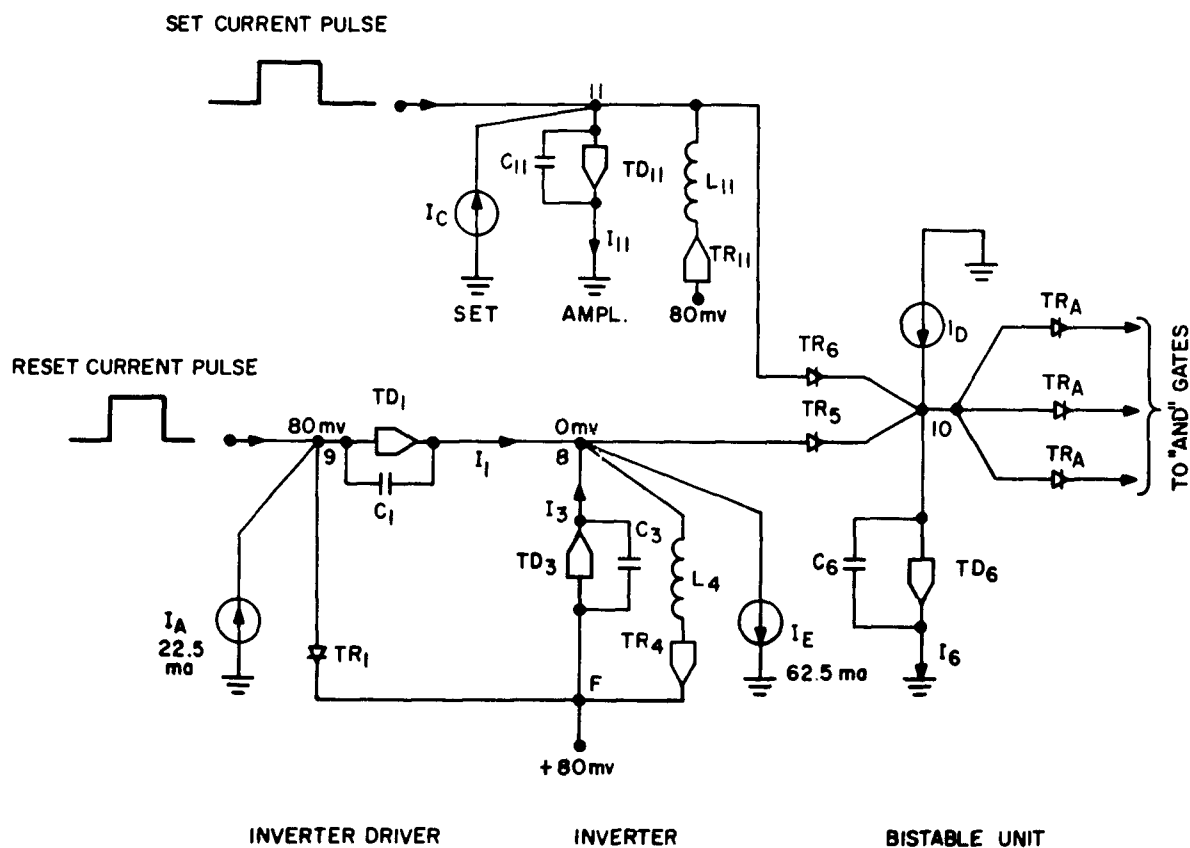 SET CURRENT PULSE
11
C11
TD11
L11
IC
I11
TR11
SET
AMPL.
80mv
ID
TRA
TR6
RESET CURRENT PULSE
TD1
TR5
TRA
TO "AND" GATES
80mv
0mv
10
9
I1
8
TRA
C1
I3
C3
TD3
L4
C6
TD6
IA
22.5
ma
TR1
TR4
IE
62.5 ma
I6
F
+80mv
INVERTER DRIVER
INVERTER
BISTABLE UNIT